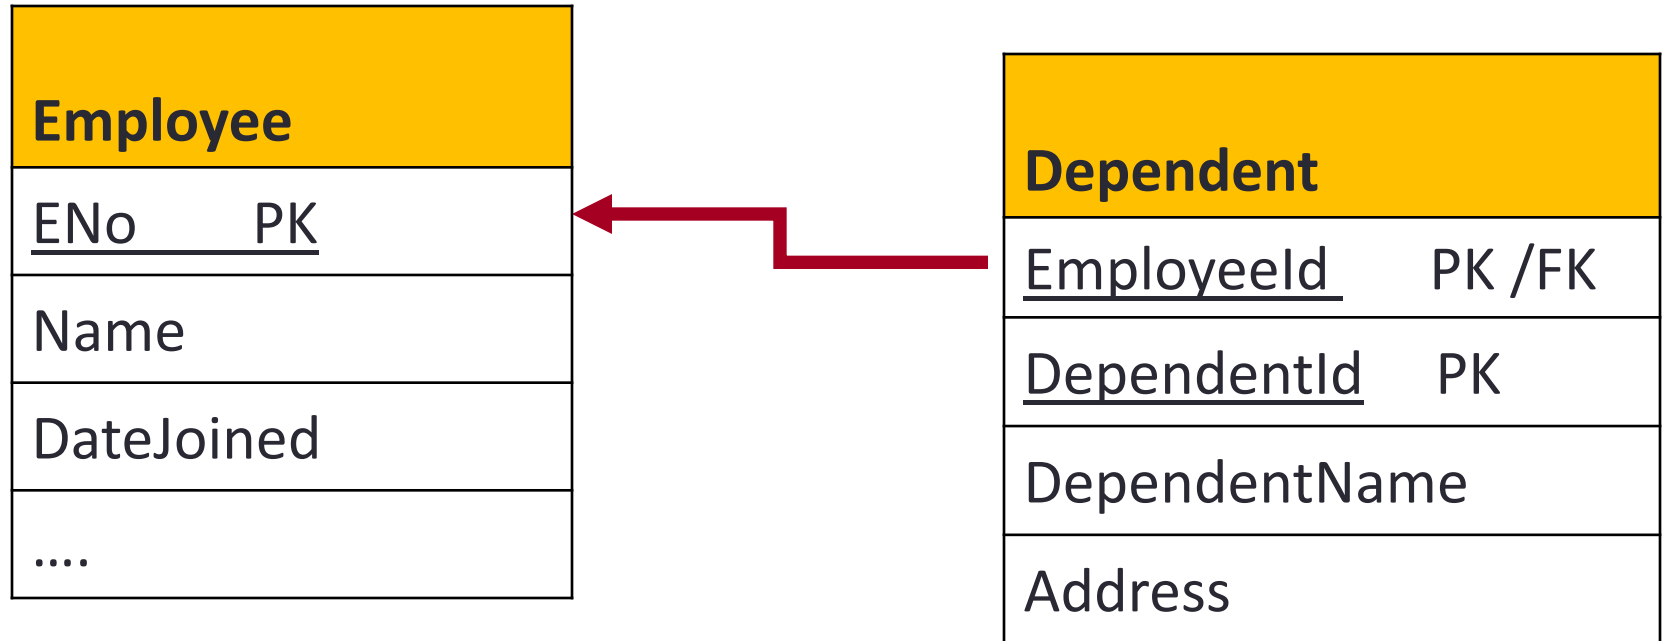 Employee
ENo PK
Name
DateJoined
....
Dependent
EmployeeId PK /FK
DependentId PK
DependentName
Address